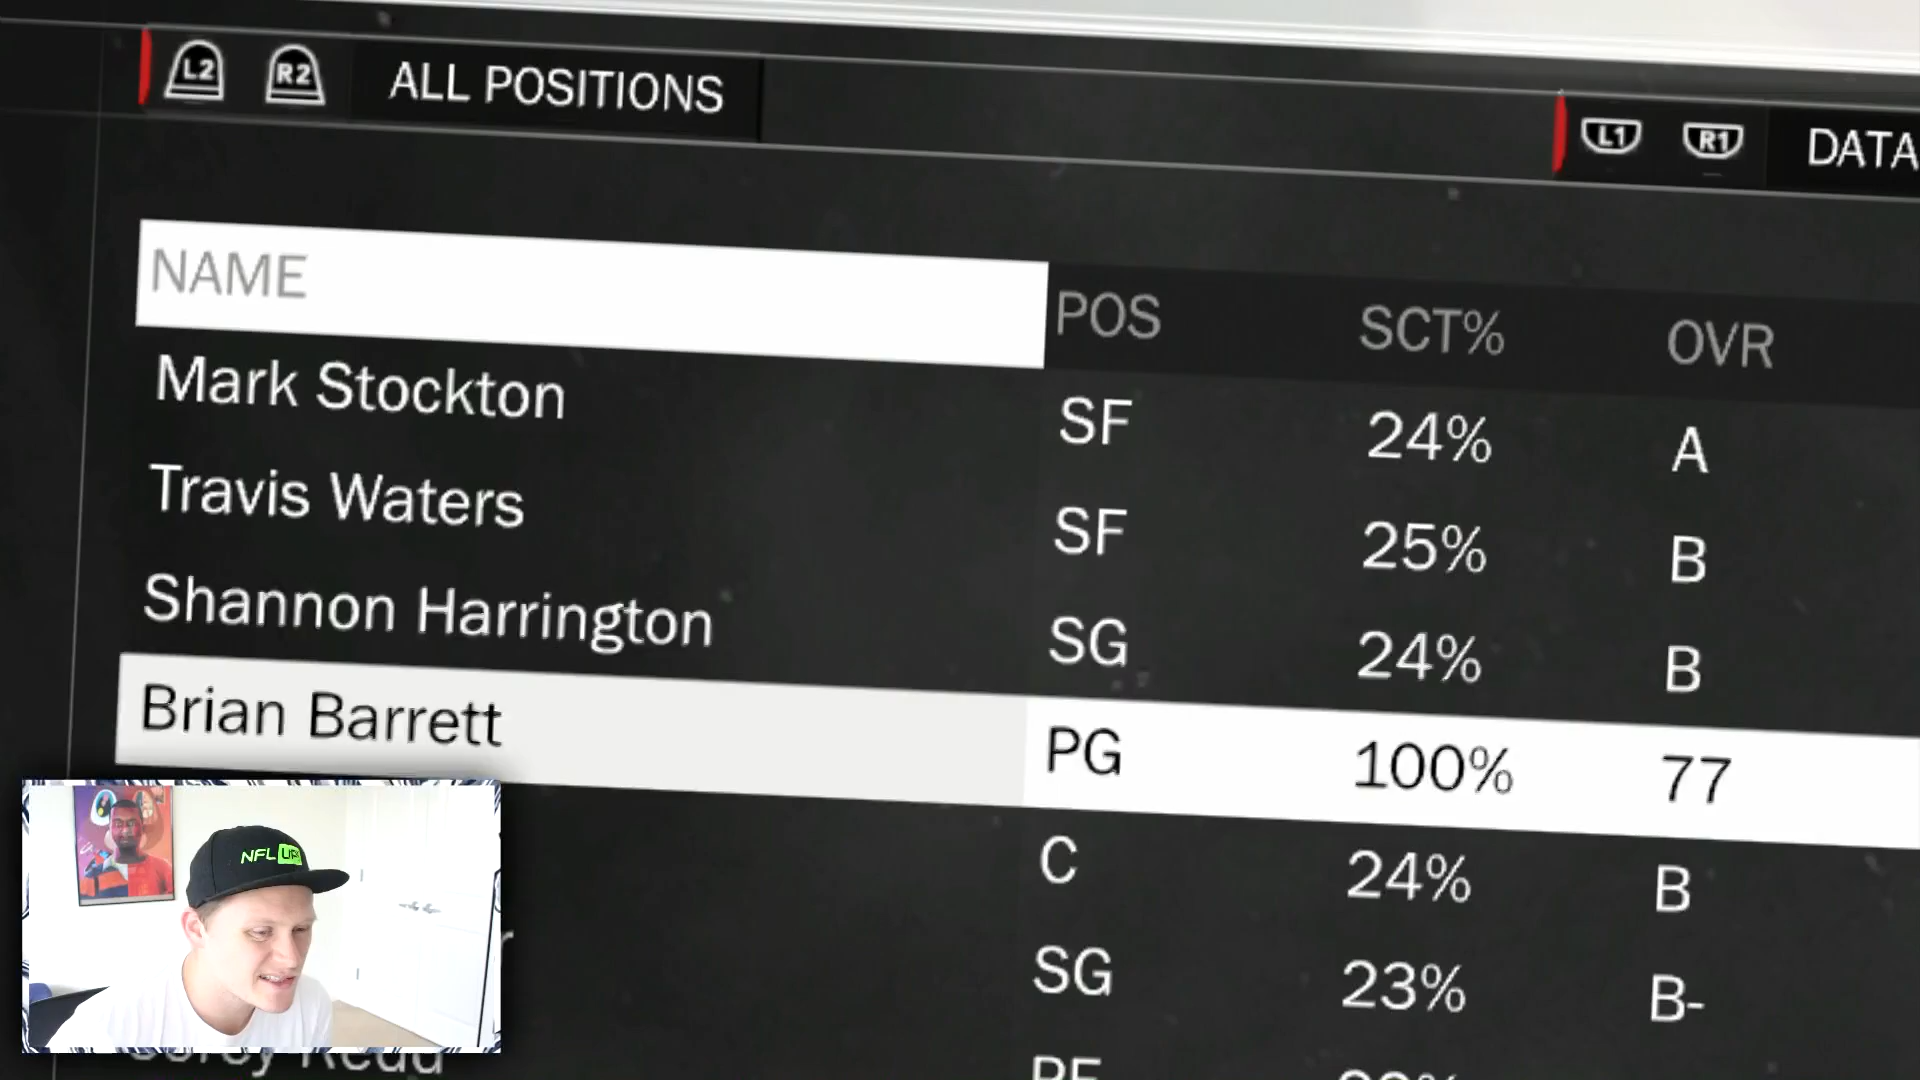 L2 R2 ALL POSITIONS L1 R1 DATA
NAME POS SCT% OVR
Mark Stockton SF 24% A
Travis Waters SF 25% B
Shannon Harrington SG 24% B
Brian Barrett PG 100% 77
C 24% B
SG 23% B-
NFL UP!